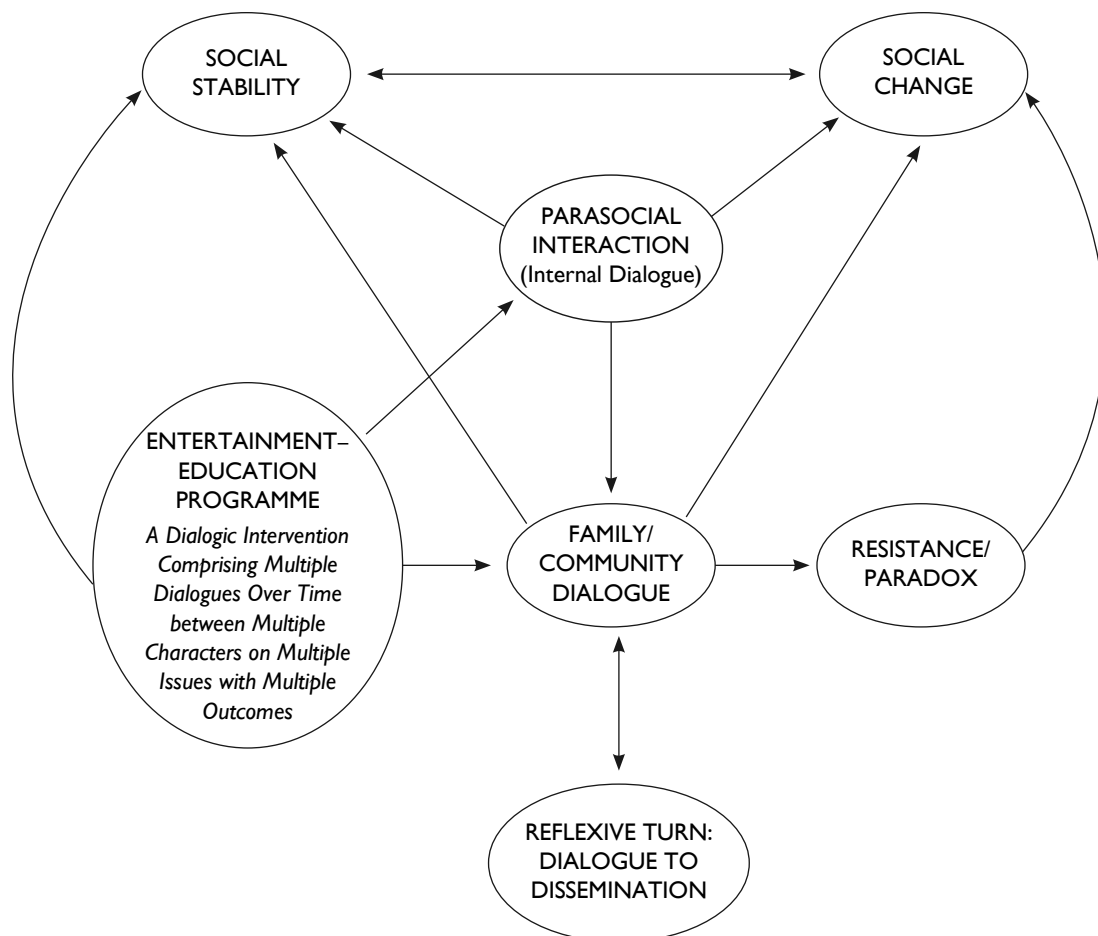 SOCIAL
STABILITY
SOCIAL
CHANGE
PARASOCIAL
INTERACTION
(Internal Dialogue)
ENTERTAINMENT–
EDUCATION
PROGRAMME
A Dialogic Intervention
Comprising Multiple
Dialogues Over Time
between Multiple
Characters on Multiple
Issues with Multiple
Outcomes
FAMILY/
COMMUNITY
DIALOGUE
RESISTANCE/
PARADOX
REFLEXIVE TURN:
DIALOGUE TO
DISSEMINATION